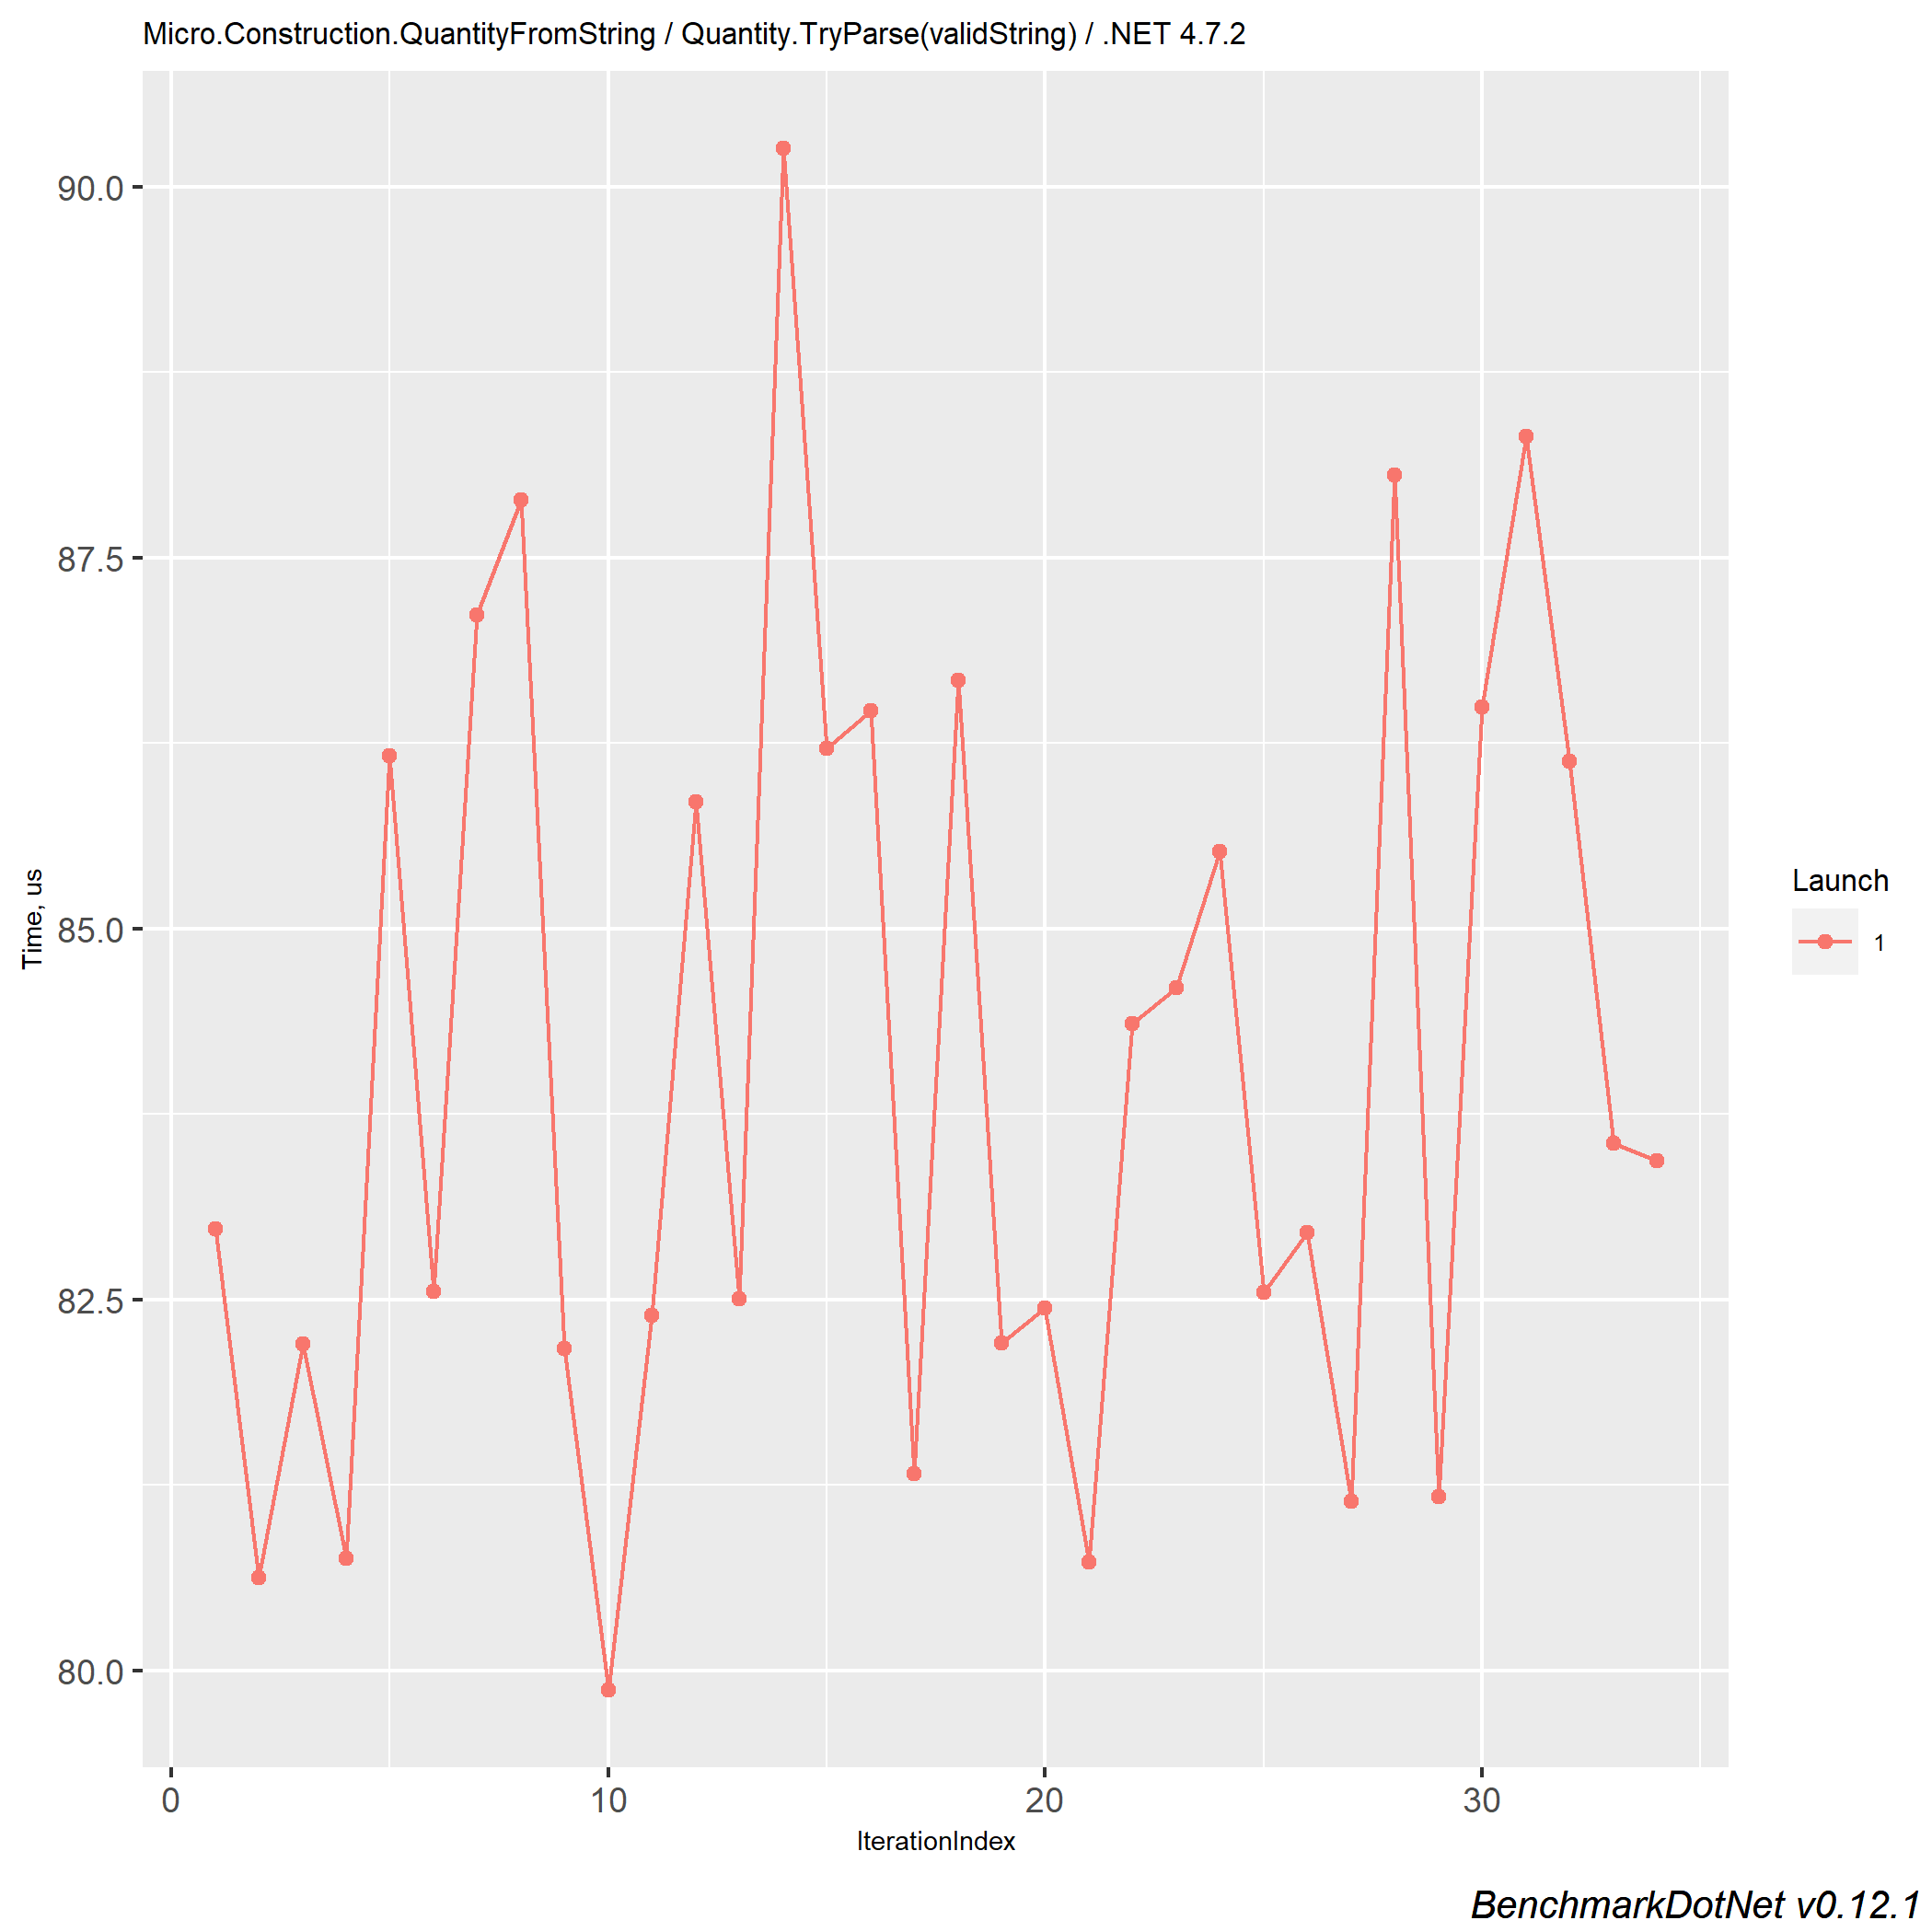 Micro.Construction.QuantityFromString / Quantity.TryParse(validString) / .NET 4.7.2
90.0
87.5
85.0
82.5
80.0
Time, us
0 10 20 30
IterationIndex
Launch
1
BenchmarkDotNet v0.12.1